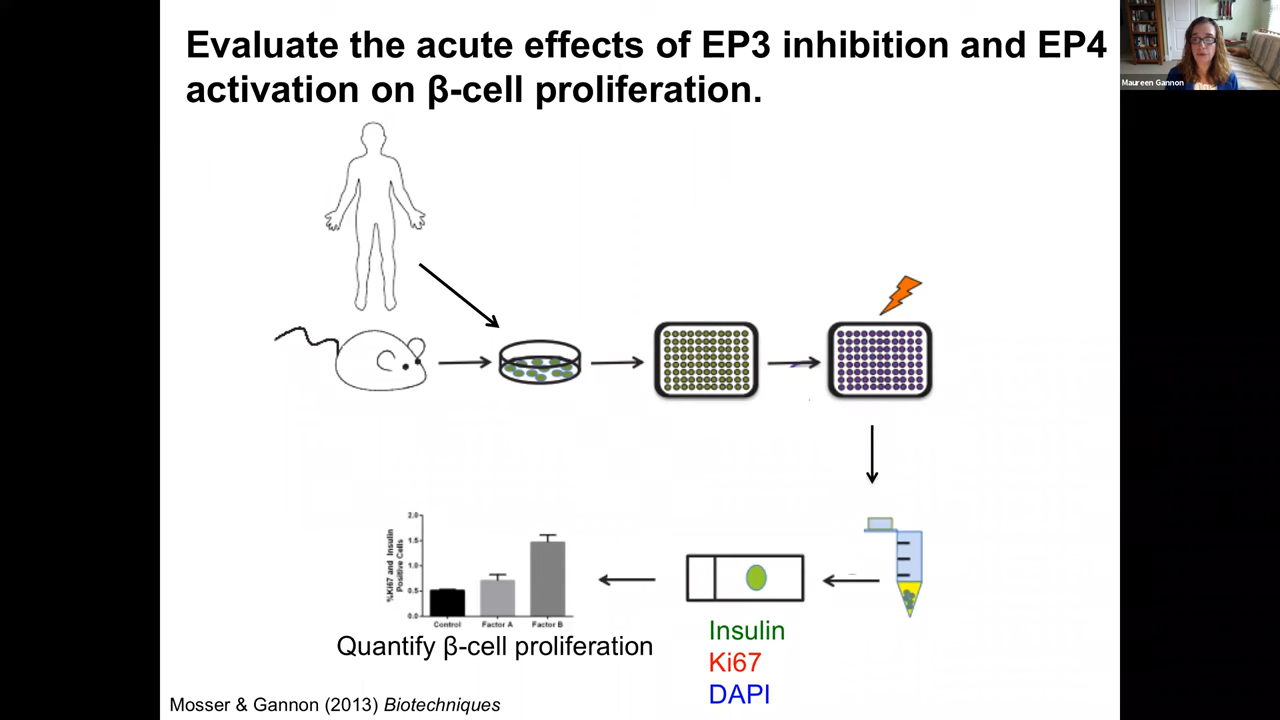 Evaluate the acute effects of EP3 inhibition and EP4
activation on β-cell proliferation.
Maureen Gannon
%Ki67 and Insulin
Positive Cells
2.0
1.5
1.0
0.5
0.0
Control Factor A Factor B
Quantify β-cell proliferation
Insulin
Ki67
DAPI
Mosser & Gannon (2013) Biotechniques